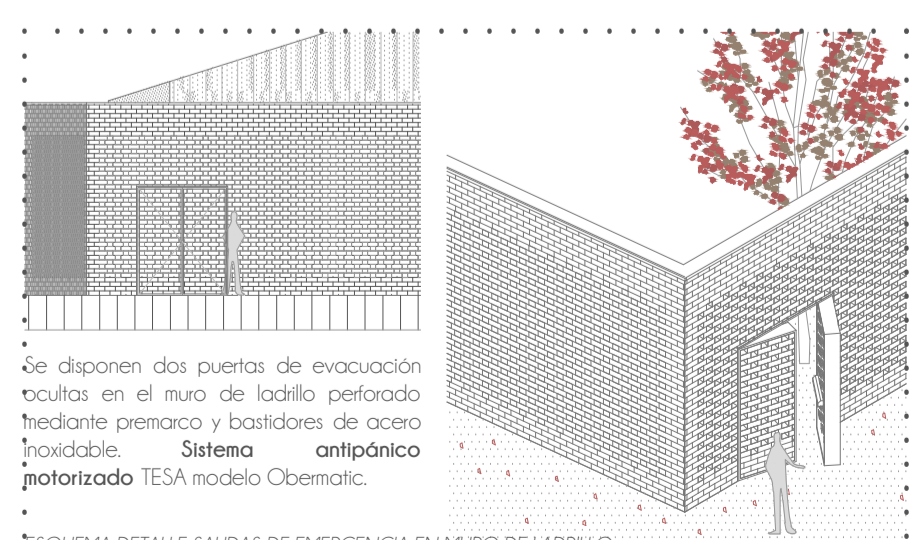 Se disponen dos puertas de evacuación
ocultas en el muro de ladrillo perforado
mediante premarco y bastidores de acero
inoxidable. Sistema antipánico
motorizado TESA modelo Obermatic.
ESQUEMA DETALLE SALIDAS DE EMERGENCIA EN MURO DE LADRILLO